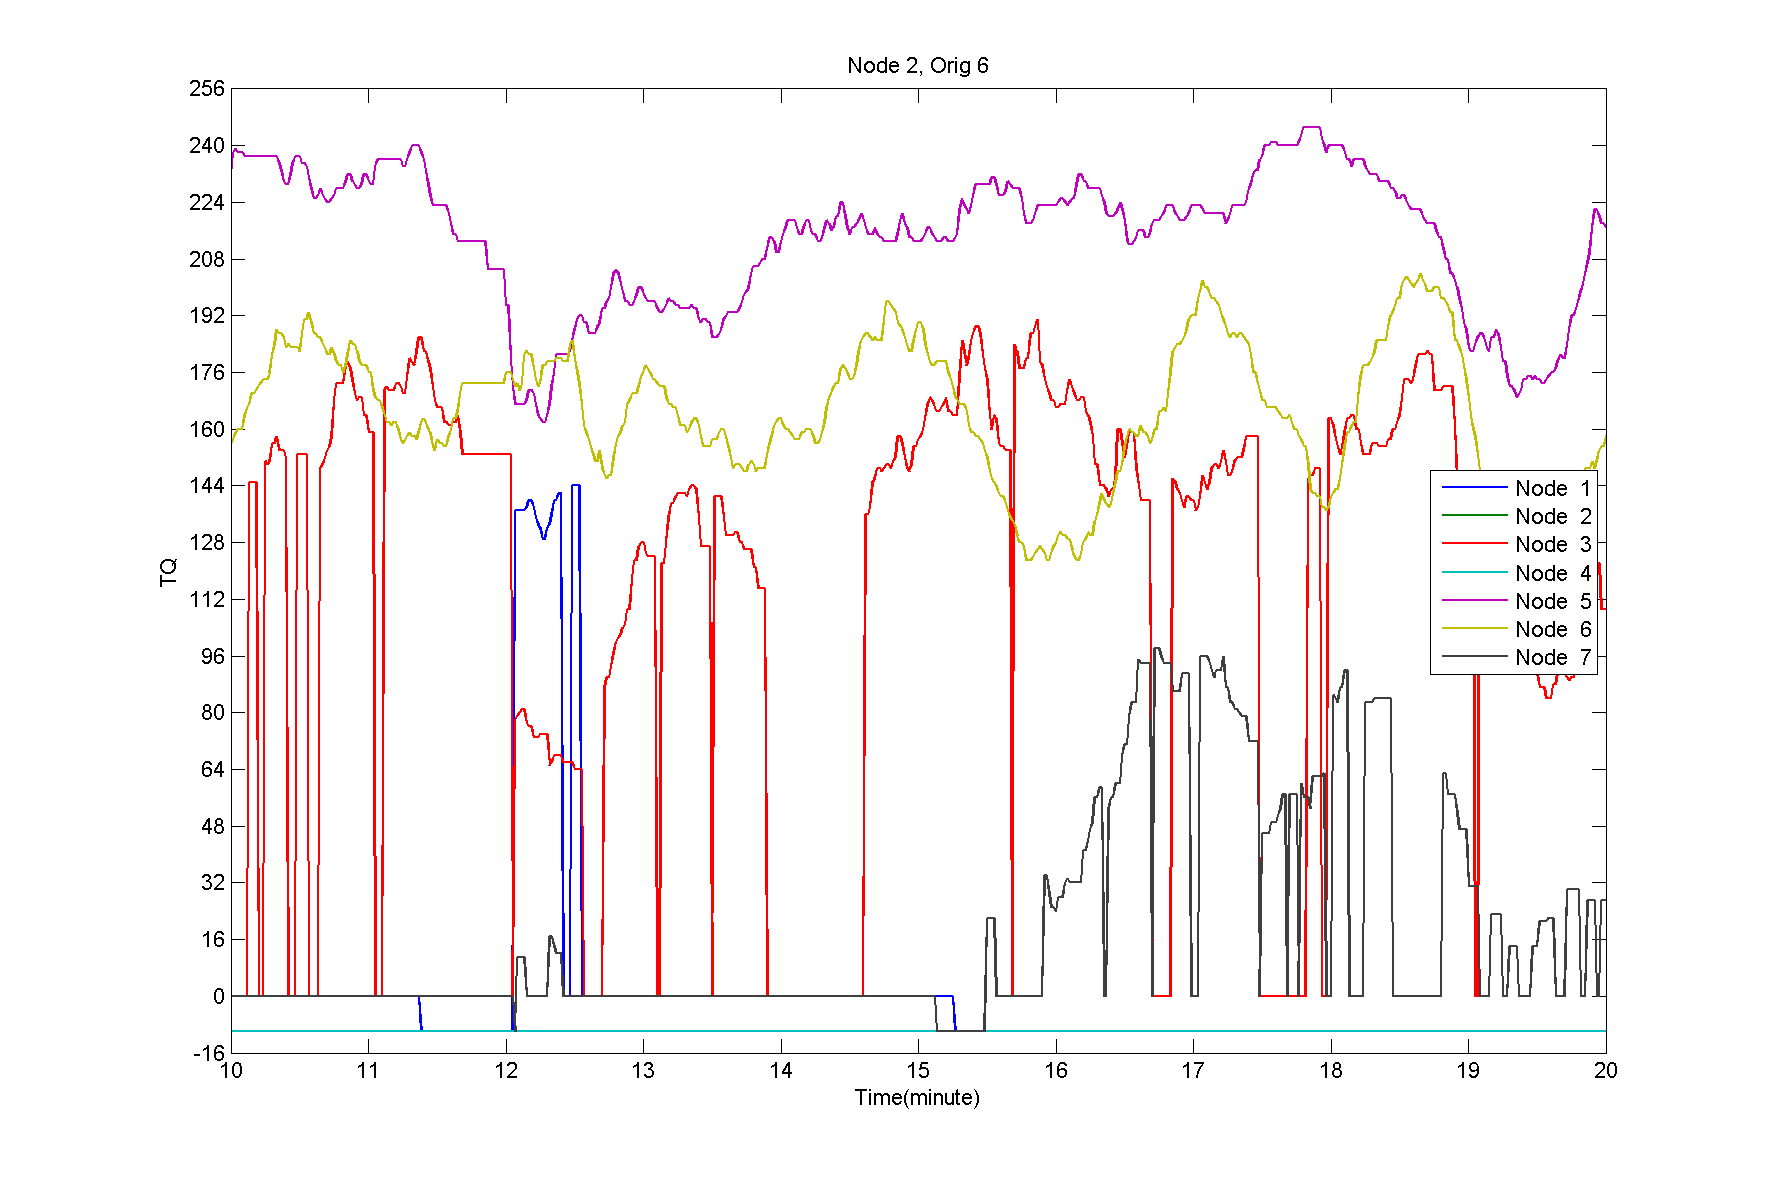 Node 2, Orig 6
256
240
224
208
192
176
160
144
128
112
96
80
64
48
32
16
0
-16
TQ
Node 1
Node 2
Node 3
Node 4
Node 5
Node 6
Node 7
10 11 12 13 14 15 16 17 18 19 20
Time(minute)